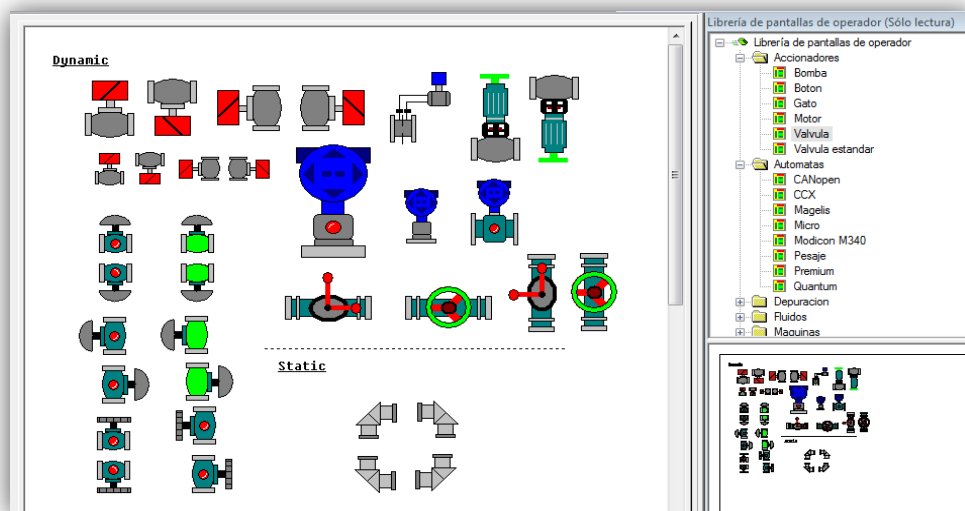 Dynamic
Static
Librería de pantallas de operador (Sólo lectura)
Librería de pantallas de operador
Accionadores
Bomba
Boton
Gato
Motor
Valvula
Valvula estandar
Automatas
CANopen
CCX
Magelis
Micro
Modicon M340
Pesaje
Premium
Quantum
Depuracion
Fluidos
Maquinas